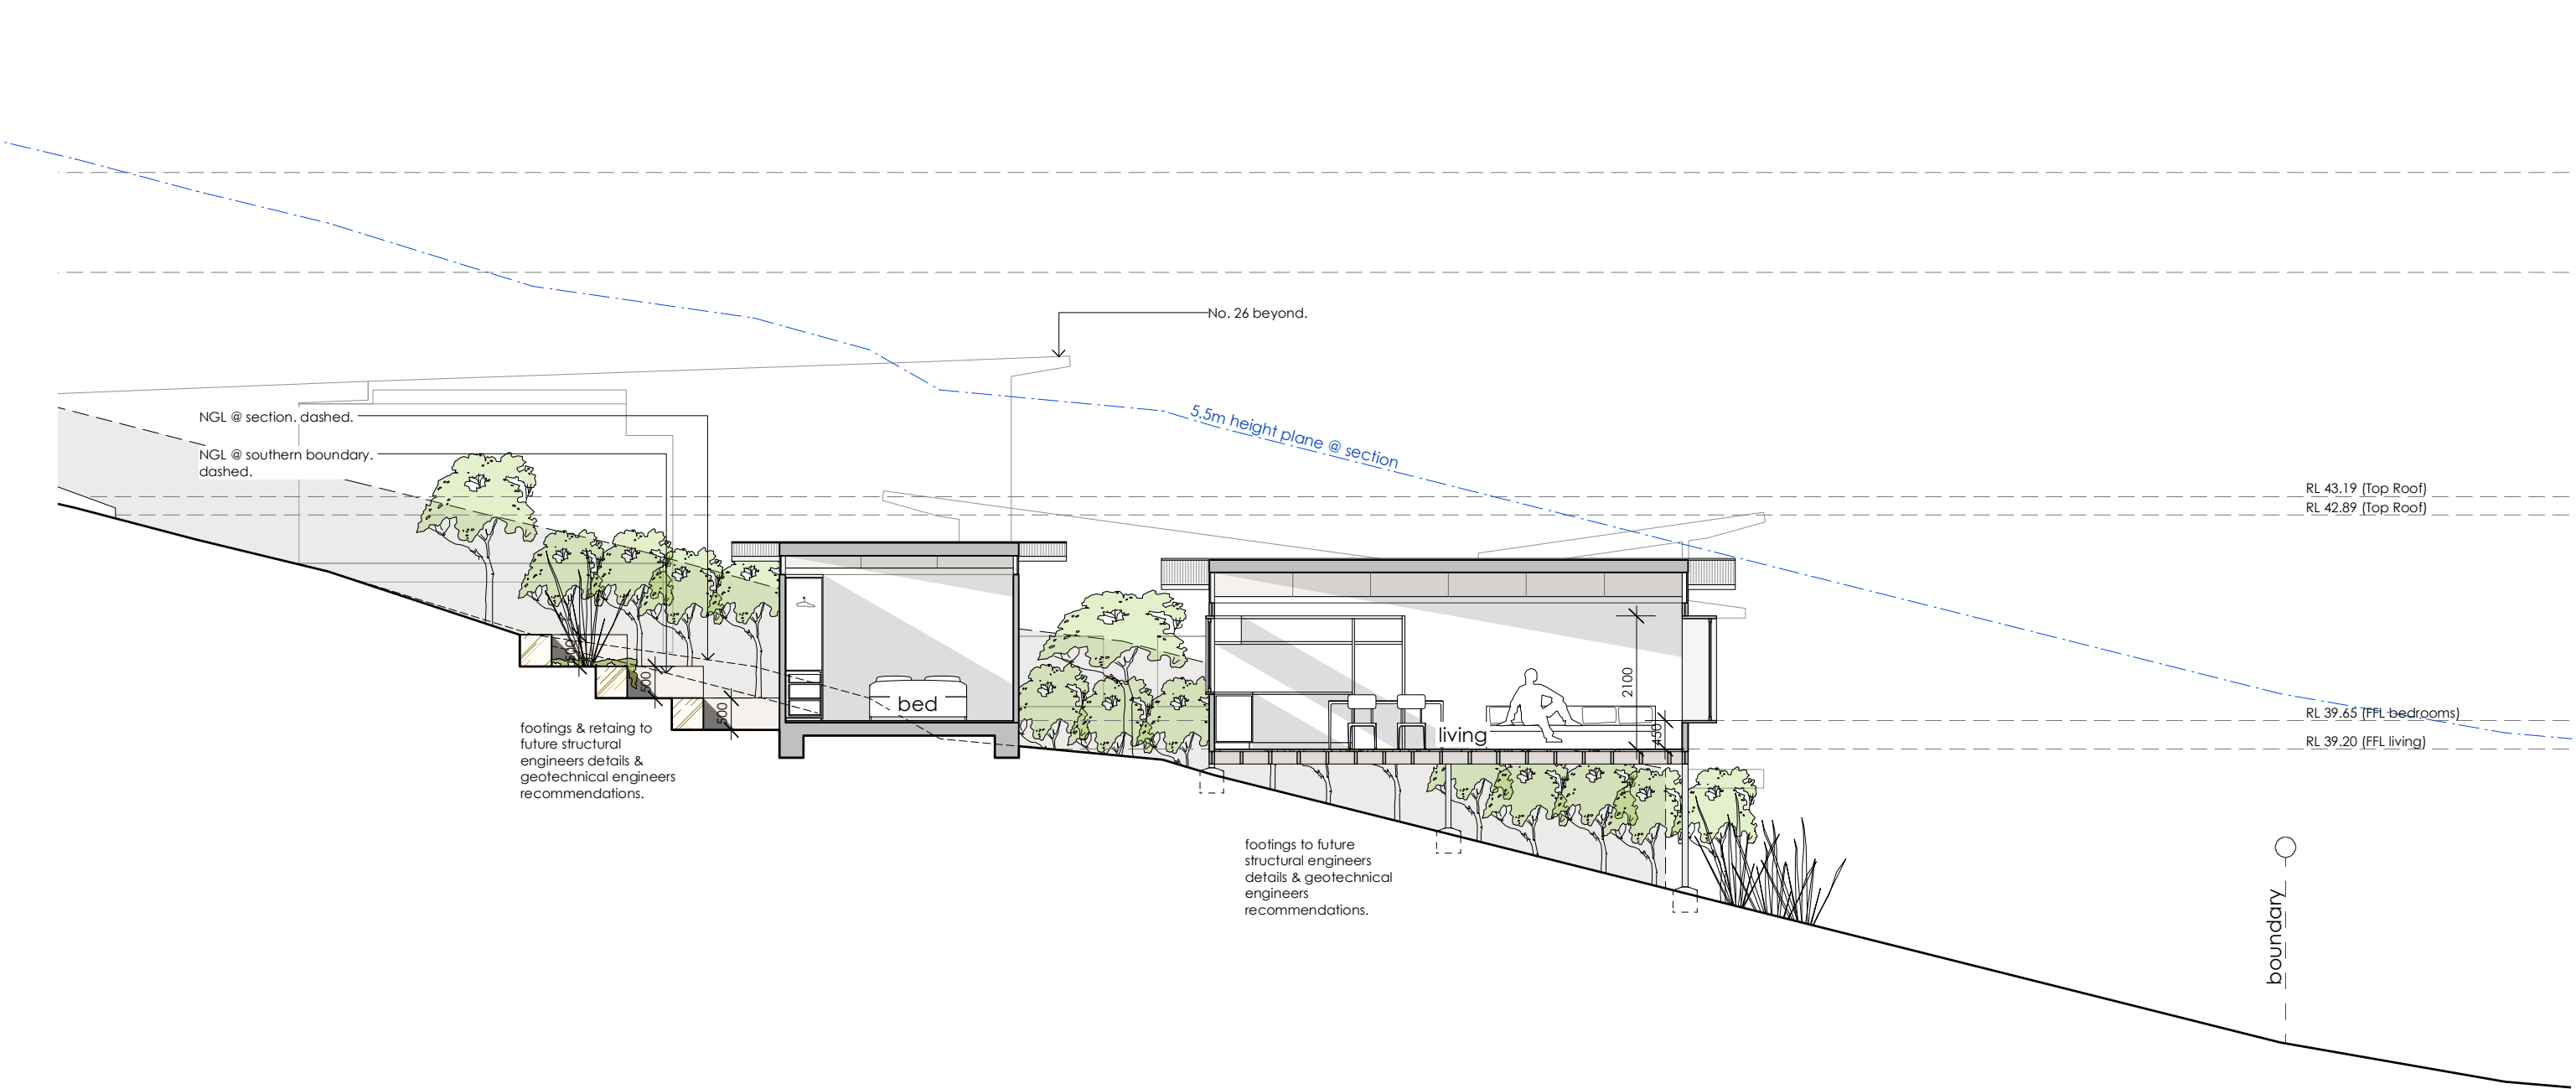 No. 26 beyond.
NGL @ section. dashed.
NGL @ southern boundary.
dashed.
5.5m height plane @ section
RL 43.19 (Top Roof)
RL 42.89 (Top Roof)
500
500
500
bed
footings & retaing to
future structural
engineers details &
geotechnical engineers
recommendations.
2100
450
living
RL 39.65 (FFL bedrooms)
RL 39.20 (FFL living)
footings to future
structural engineers
details & geotechnical
engineers
recommendations.
boundary